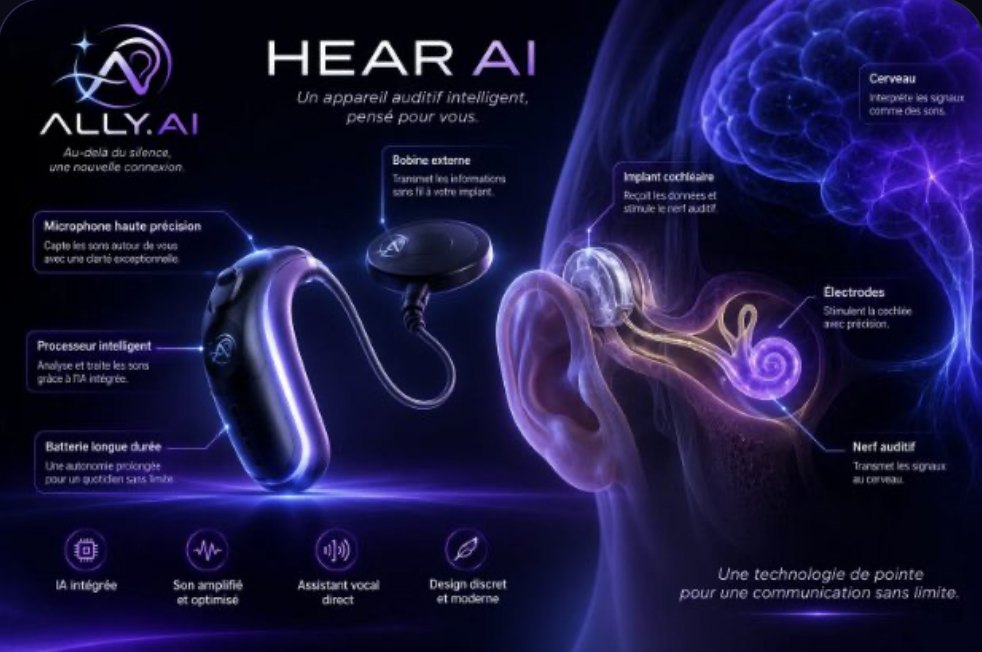 ALLY.AI
Au-delà du silence,
une nouvelle connexion.
HEAR AI
Un appareil auditif intelligent,
pensé pour vous.
Cerveau
Interprète les signaux
comme des sons.
Bobine externe
Transmet les informations
sans fil à votre implant.
Implant cochléaire
Reçoit les données et
stimule le nerf auditif.
Microphone haute précision
Capte les sons autour de vous
avec une clarté exceptionnelle.
Électrodes
Stimulent la cochlée
avec précision.
Processeur intelligent
Analyse et traite les sons
grâce à l'IA intégrée.
Batterie longue durée
Une autonomie prolongée
pour un quotidien sans limite.
Nerf auditif
Transmet les signaux
au cerveau.
IA intégrée
Son amplifié
et optimisé
Assistant vocal
direct
Design discret
et moderne
Une technologie de pointe
pour une communication sans limite.